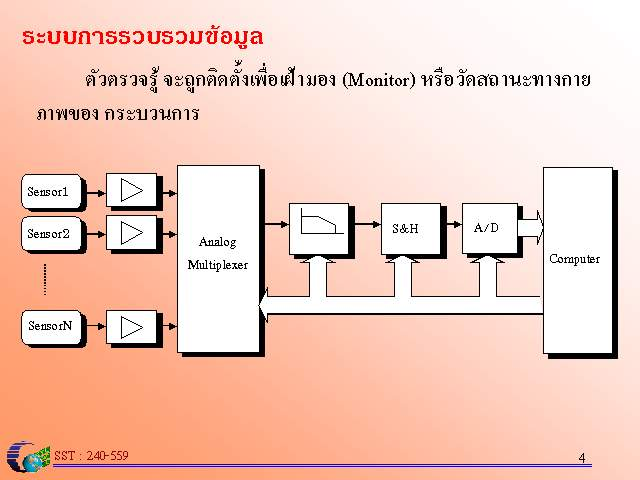 ระบบการรวบรวมข้อมูล
ตัวตรวจรู้ จะถูกติดตั้งเพื่อเฝ้ามอง (Monitor) หรือวัดสถานะทางกาย
ภาพของ กระบวนการ
Sensor1
Sensor2
SensorN
Analog
Multiplexer
S&H
A/D
Computer
SST : 240-559
4